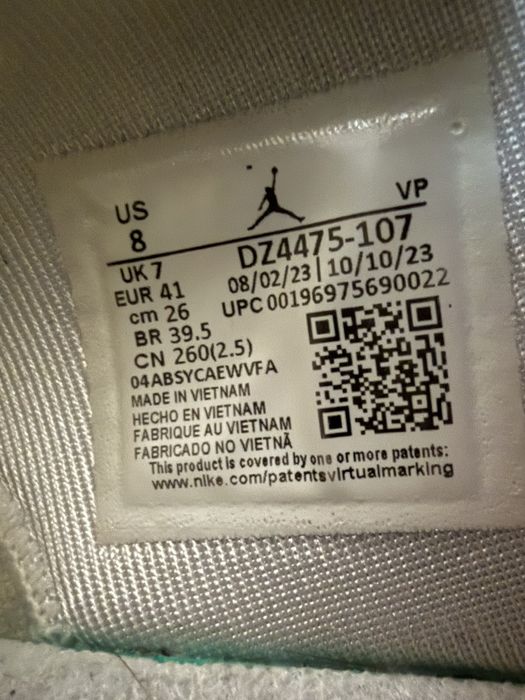 US
8
VP
DZ4475-107
UK 7
08/02/23 | 10/10/23
EUR 41
UPC 00196975690022
cm 26
BR 39.5
CN 260(2.5)
04ABSYCAEWVFA
MADE IN VIETNAM
HECHO EN VIETNAM
FABRIQUE AU VIETNAM
FABRICADO NO VIETNÃ
This product is covered by one or more patents:
www.nike.com/patentsvirtualmarking